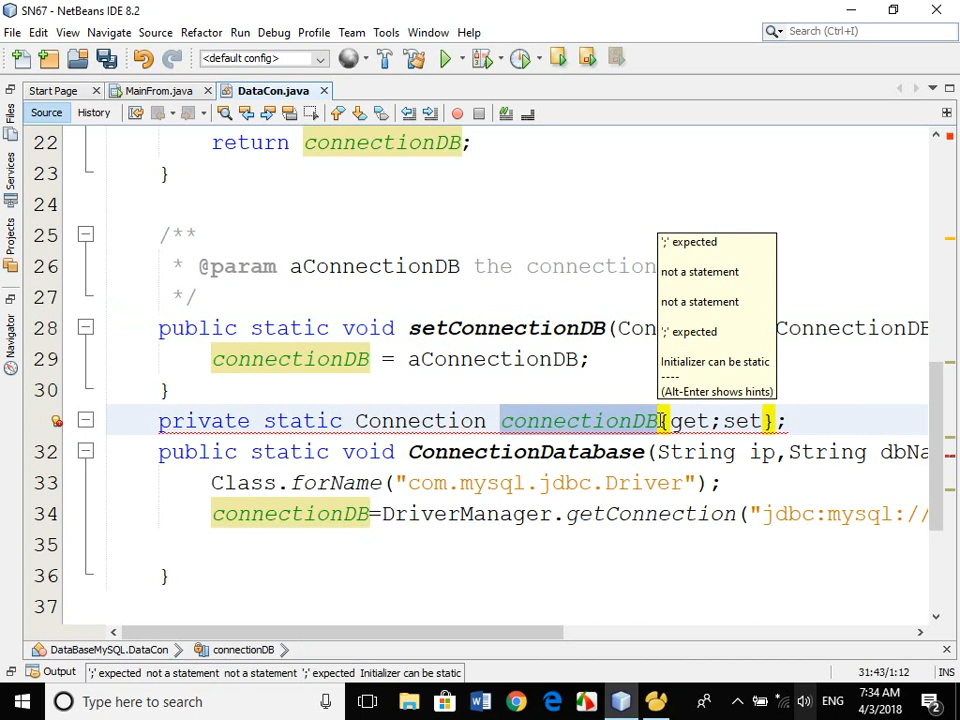 SN67 - NetBeans IDE 8.2
File Edit View Navigate Source Refactor Run Debug Profile Team Tools Window Help
Search (Ctrl+I)
<default config>
Start Page MainFrom.java DataCon.java
Source History
Files
Services
Projects
Navigator
22 return connectionDB;
23 }
24
25 /**
26 * @param aConnectionDB the connection
27 */
28 public static void setConnectionDB(Con ConnectionDB
29 connectionDB = aConnectionDB;
30 }
private static Connection connectionDB{get;set};
32 public static void ConnectionDatabase(String ip,String dbNa
33 Class.forName("com.mysql.jdbc.Driver");
34 connectionDB=DriverManager.getConnection("jdbc:mysql://
35
36 }
37
';' expected
not a statement
not a statement
';' expected
Initializer can be static
----
(Alt-Enter shows hints)
DataBaseMySQL.DataCon connectionDB
Output ';' expected not a statement not a statement ';' expected Initializer can be static 31:43/1:12 INS
Type here to search
ENG
7:34 AM
4/3/2018
2